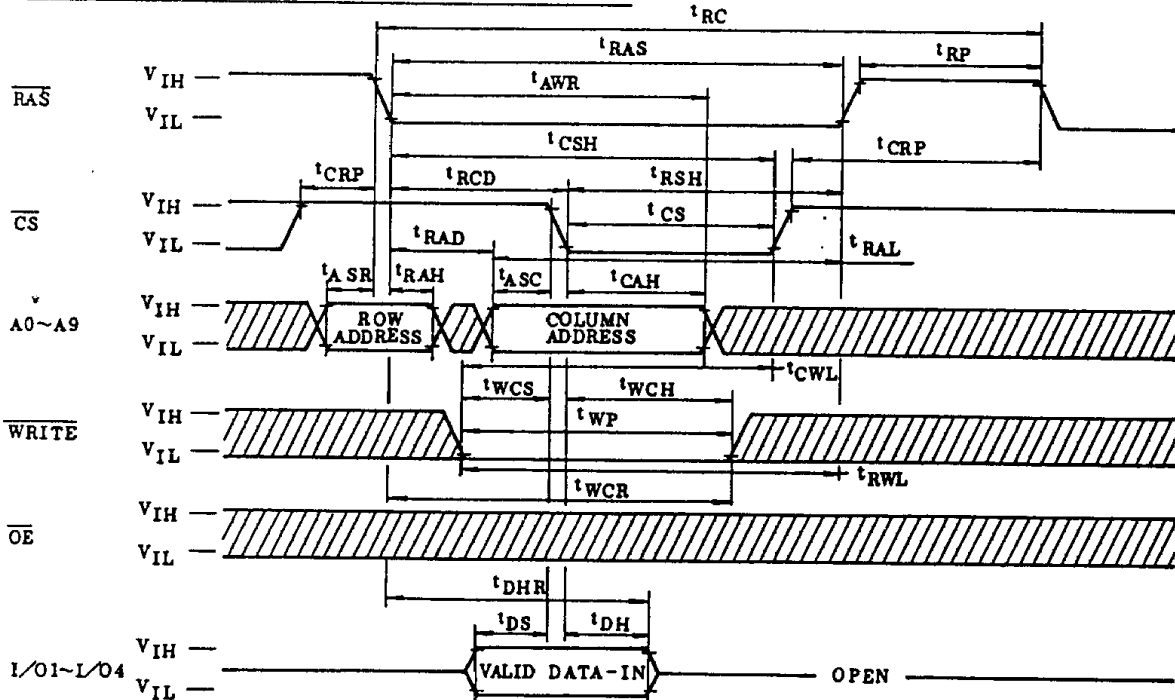 tRC
tRAS
tRP
VIH
tAWR
RAS
VIL
tCSH
tCRP
tCRP
tRCD
tRSH
VIH
CS
tCS
VIL
tRAD
tRAL
tASR
tRAH
tASC
tCAH
VIH
A0~A9
ROW ADDRESS
COLUMN ADDRESS
VIL
tCWL
tWCS
tWCH
VIH
WRITE
tWP
VIL
tRWL
tWCR
VIH
OE
VIL
tDHR
tDS
tDH
VIH
I/O1~I/O4
VALID DATA-IN
OPEN
VIL